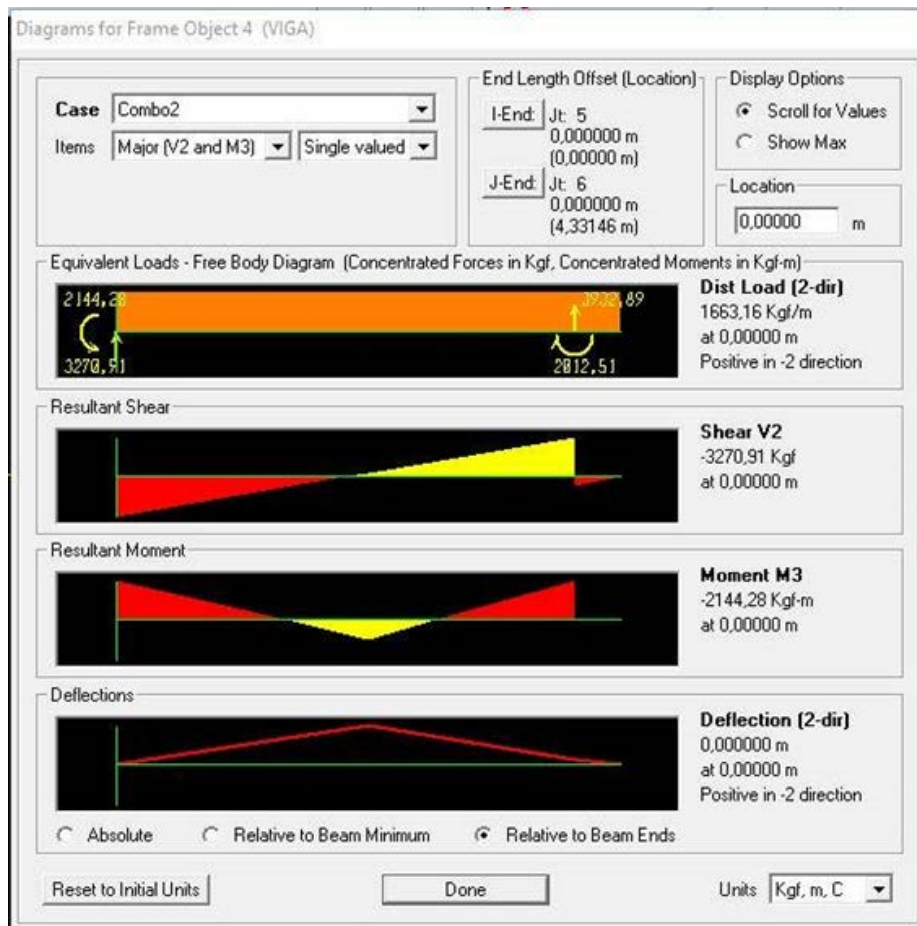 Diagrams for Frame Object 4 (VIGA)
Case Combo2
Items Major (V2 and M3) Single valued
End Length Offset (Location)
I-End: Jt: 5
0,000000 m
(0,00000 m)
J-End: Jt: 6
0,000000 m
(4,33146 m)
Display Options
Scroll for Values
Show Max
Location
0,00000 m
Equivalent Loads - Free Body Diagram (Concentrated Forces in Kgf, Concentrated Moments in Kgf-m)
2144,28 3932,89
3270,91 2012,51
Dist Load (2-dir)
1663,16 Kgf/m
at 0,00000 m
Positive in -2 direction
Resultant Shear
Shear V2
-3270,91 Kgf
at 0,00000 m
Resultant Moment
Moment M3
-2144,28 Kgf-m
at 0,00000 m
Deflections
Deflection (2-dir)
0,000000 m
at 0,00000 m
Positive in -2 direction
Absolute Relative to Beam Minimum Relative to Beam Ends
Reset to Initial Units Done Units Kgf, m, C